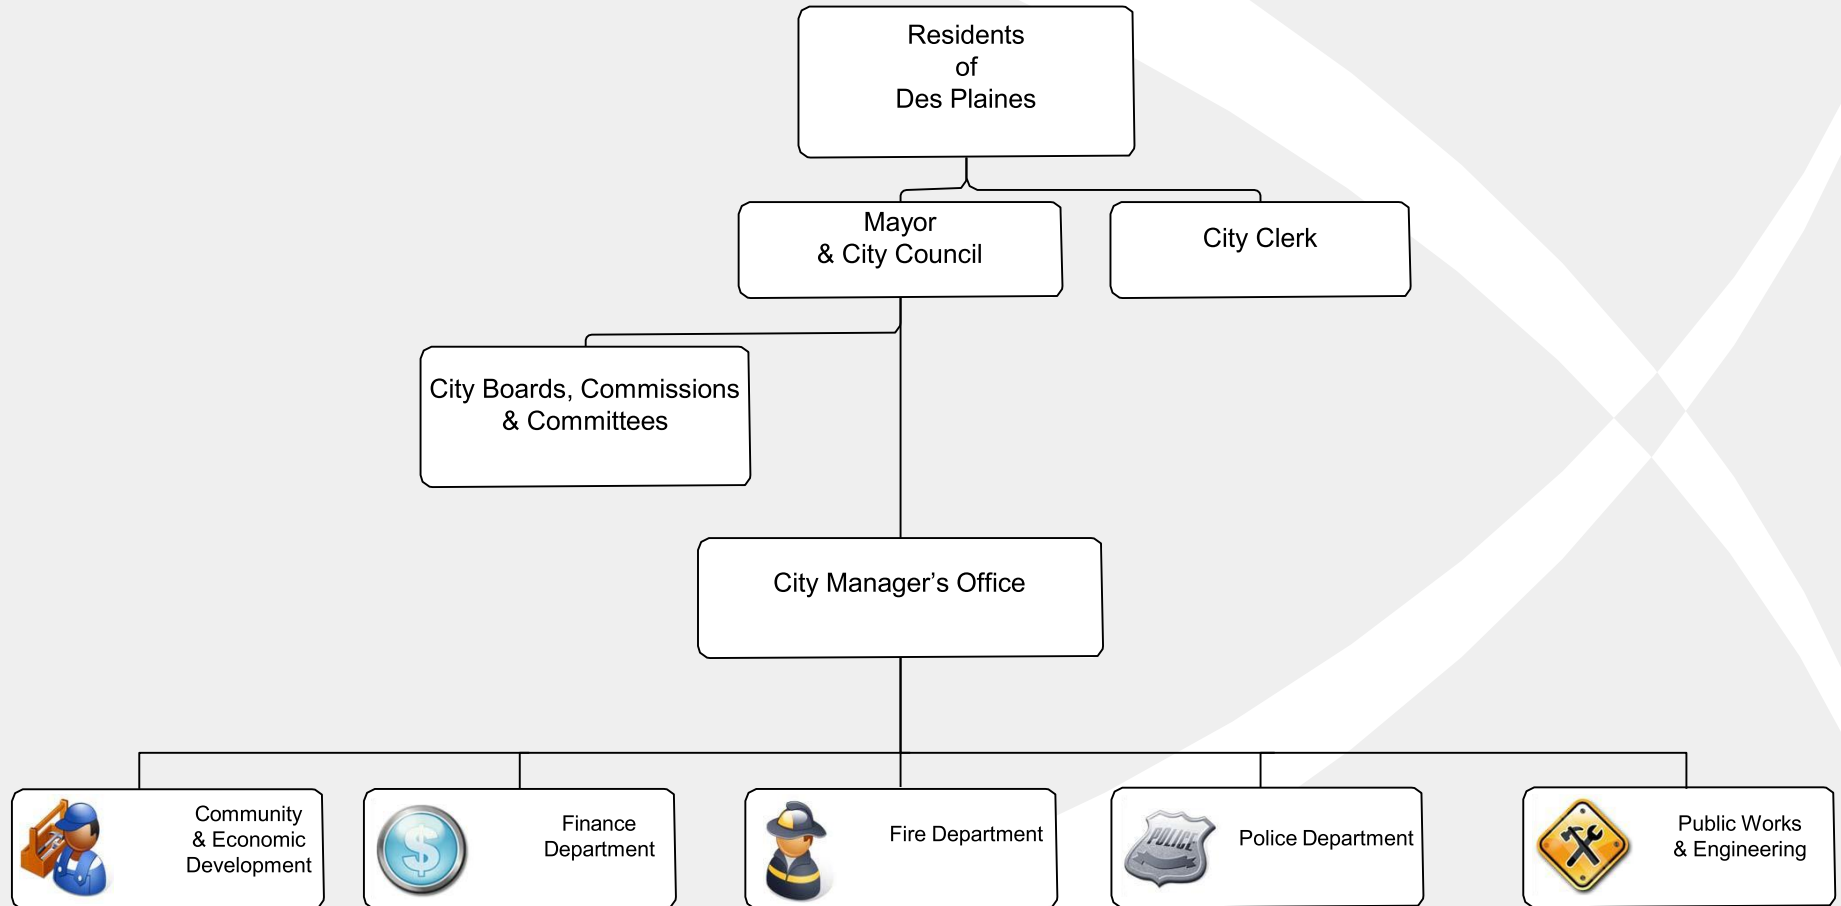 Residents
of
Des Plaines
Mayor
& City Council
City Clerk
City Boards, Commissions
& Committees
City Manager’s Office
Community
& Economic
Development
$
Finance
Department
Fire Department
POLICE
Police Department
Public Works
& Engineering